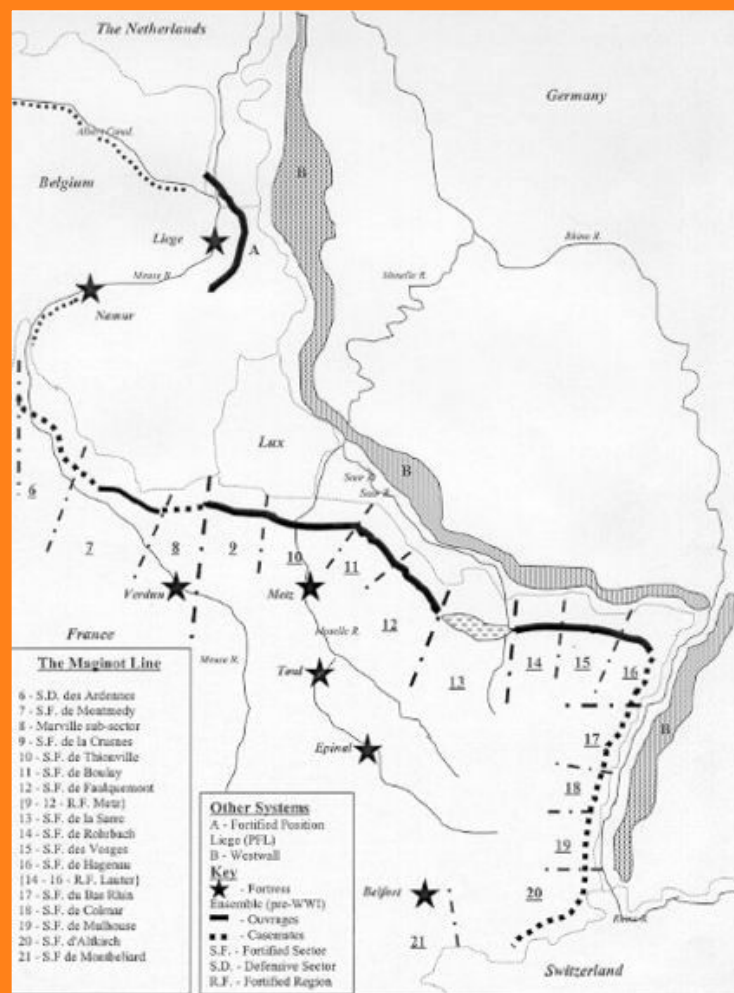 The Netherlands
Germany
B
Albert Canal
Belgium
Liege
A
Rhine R.
Meuse R.
Moselle R.
Namur
Lux
B
Saar R.
Saar R.
6
7
8
9
10
11
Verdun
Metz
12
France
Moselle R.
Meuse R.
Toul
13
14
15
16
B
17
Epinal
18
19
Belfort
20
21
Rhine R.
Switzerland
The Maginot Line
6 - S.D. des Ardennes
7 - S.F. de Montmedy
8 - Marville sub-sector
9 - S.F. de la Crusnes
10 - S.F. de Thionville
11 - S.F. de Boulay
12 - S.F. de Faulquemont
[9 - 12 - R.F. Metz]
13 - S.F. de la Sarre
14 - S.F. de Rohrbach
15 - S.F. des Vosges
16 - S.F. de Hagenau
[14 - 16 - R.F. Lauter]
17 - S.F. du Bas Rhin
18 - S.F. de Colmar
19 - S.F. de Mulhouse
20 - S.F. d'Altkirch
21 - S.F de Montbeliard
Other Systems
A - Fortified Position
Liege (PFL)
B - Westwall
Key
- Fortress
Ensemble (pre-WWI)
- Ouvrages
- Casemates
S.F. - Fortified Sector
S.D. - Defensive Sector
R.F. - Fortified Region